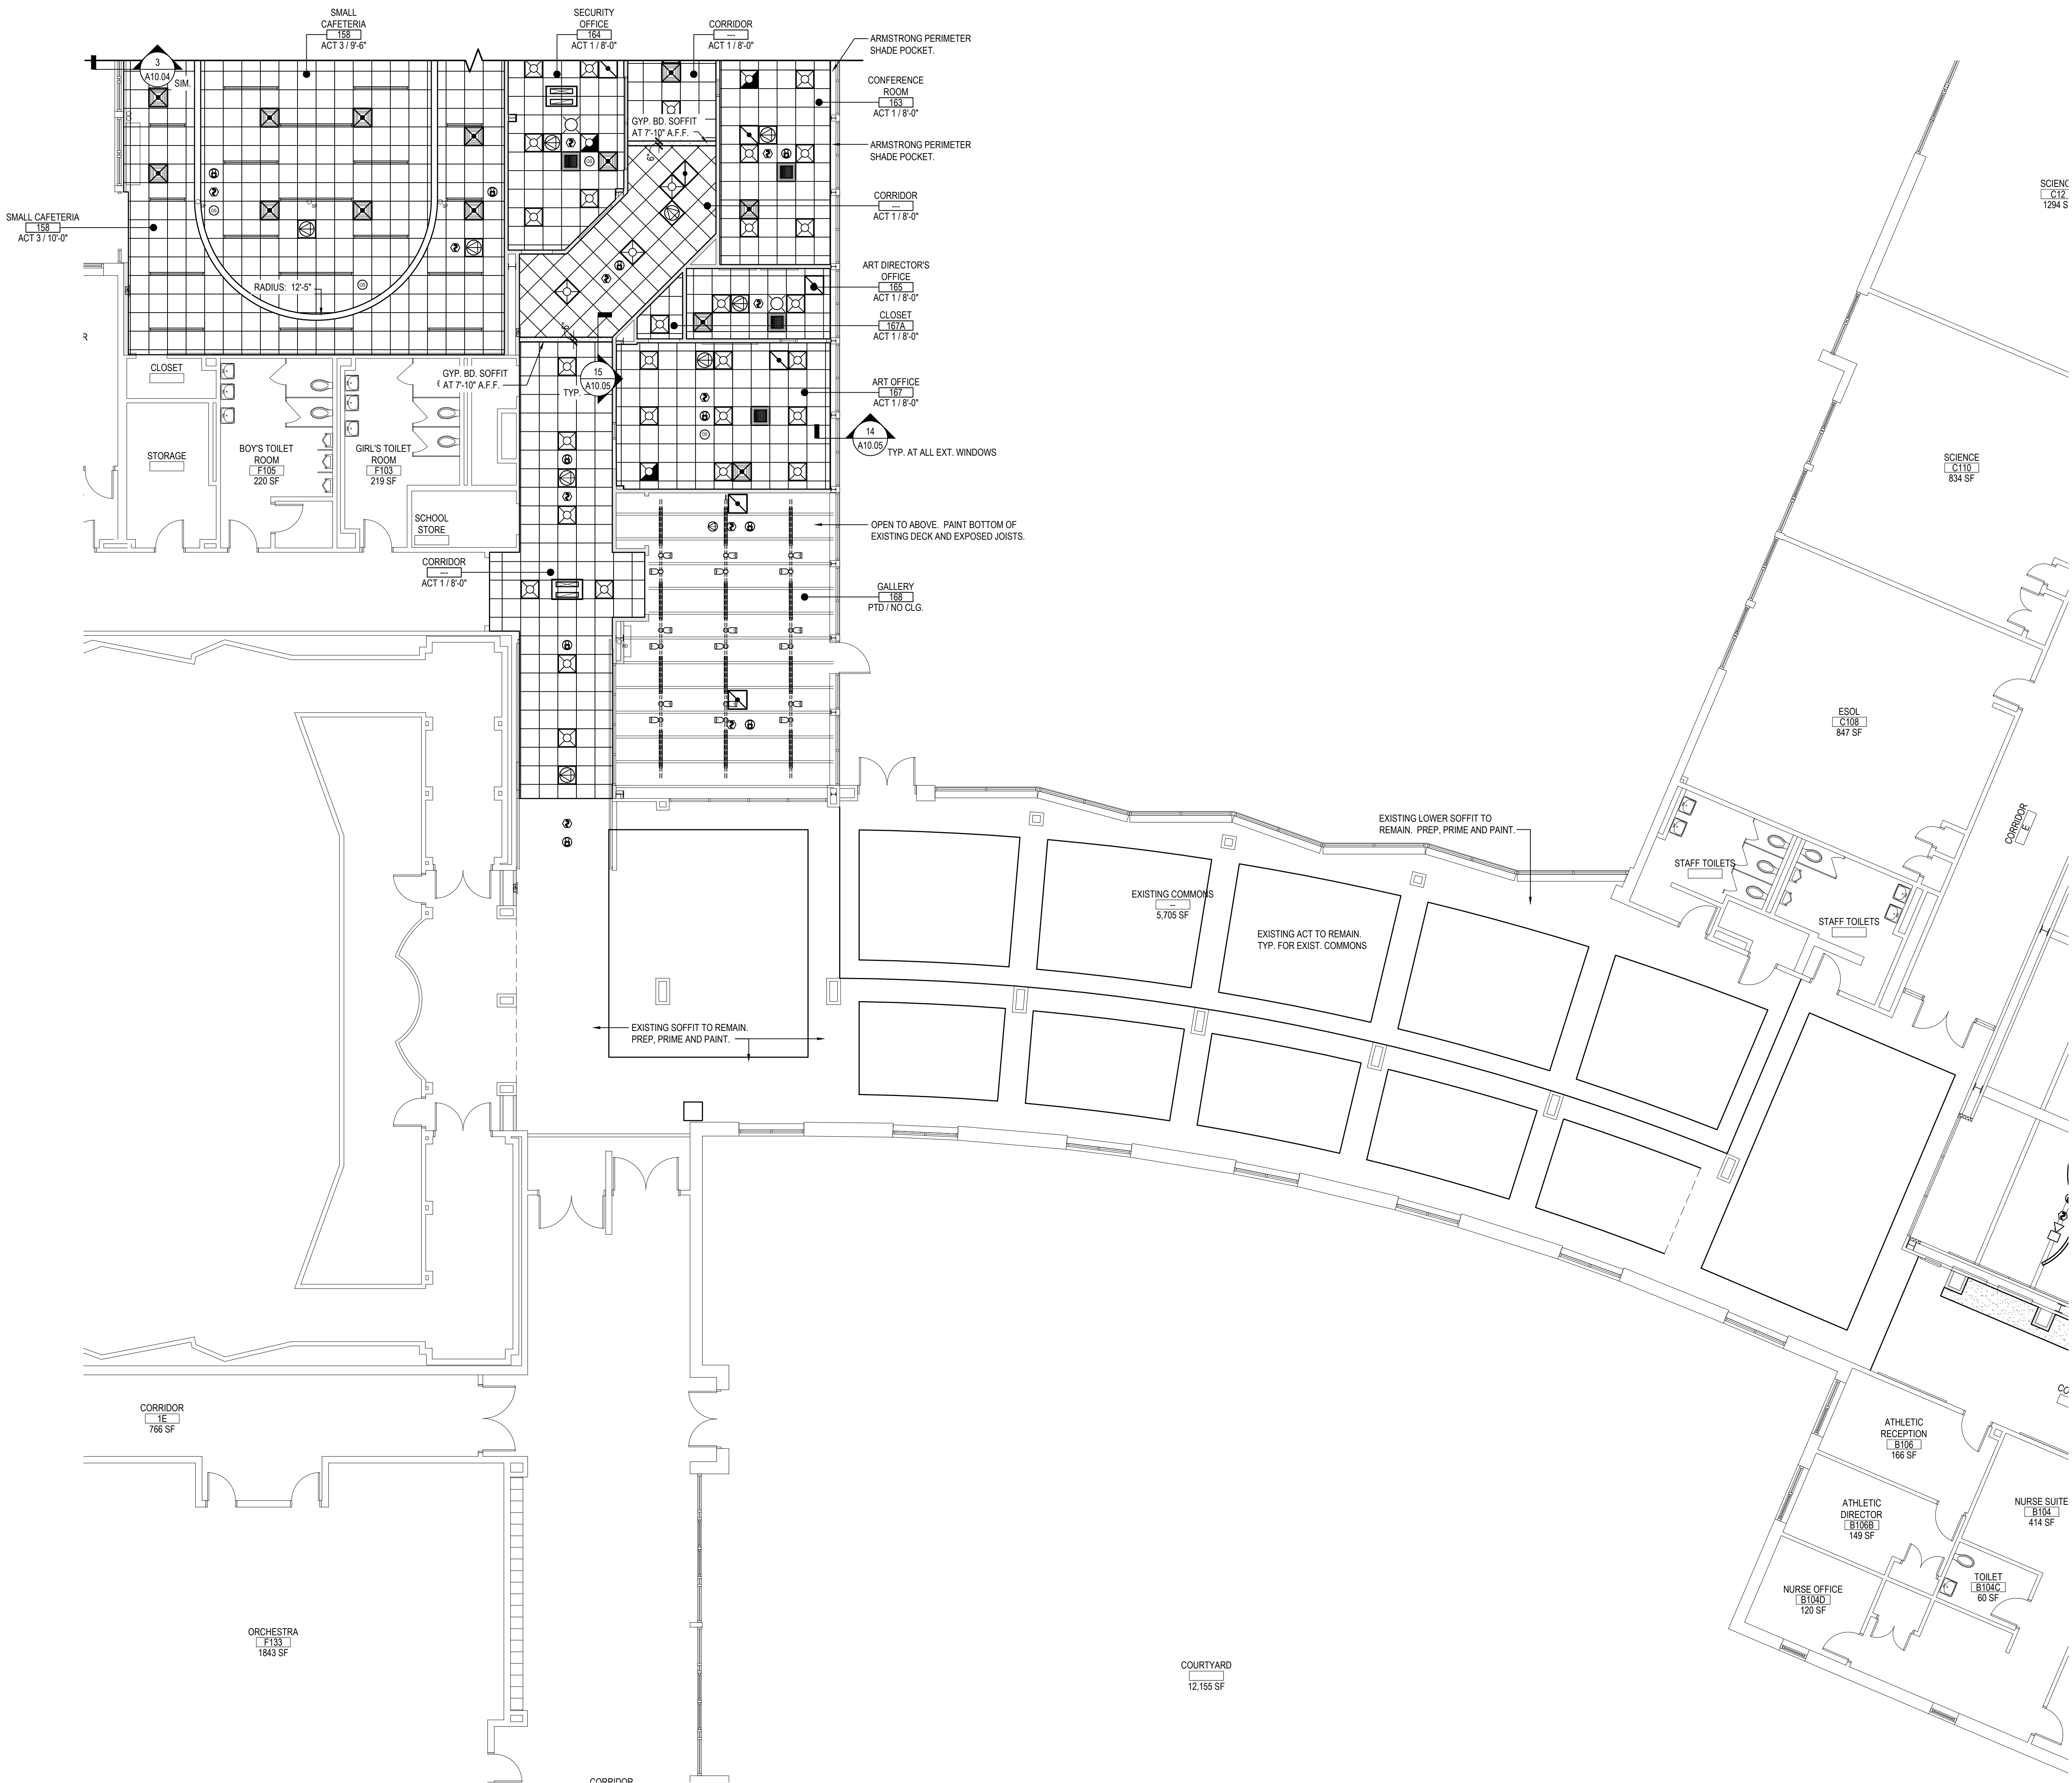 SMALL
CAFETERIA
158
ACT 3 / 9'-6"
SECURITY
OFFICE
164
ACT 1 / 8'-0"
CORRIDOR
---
ACT 1 / 8'-0"
ARMSTRONG PERIMETER
SHADE POCKET.
3
A10.04
SIM.
CONFERENCE
ROOM
163
ACT 1 / 8'-0"
GYP. BD. SOFFIT
AT 7'-10" A.F.F.
ARMSTRONG PERIMETER
SHADE POCKET.
CORRIDOR
---
ACT 1 / 8'-0"
SMALL CAFETERIA
158
ACT 3 / 10'-0"
RADIUS: 12'-5"
ART DIRECTOR'S
OFFICE
165
ACT 1 / 8'-0"
CLOSET
167A
ACT 1 / 8'-0"
R
CLOSET
GYP. BD. SOFFIT
AT 7'-10" A.F.F.
15
A10.05
TYP.
ART OFFICE
167
ACT 1 / 8'-0"
14
A10.05
TYP. AT ALL EXT. WINDOWS
STORAGE
BOY'S TOILET
ROOM
F105
220 SF
GIRL'S TOILET
ROOM
F103
219 SF
SCHOOL
STORE
OPEN TO ABOVE. PAINT BOTTOM OF
EXISTING DECK AND EXPOSED JOISTS.
CORRIDOR
---
ACT 1 / 8'-0"
GALLERY
168
PTD / NO CLG.
SCIENC
C12
1294 S
SCIENCE
C110
834 SF
ESOL
C108
847 SF
CORRIDOR
E
EXISTING LOWER SOFFIT TO
REMAIN. PREP, PRIME AND PAINT.
STAFF TOILETS
STAFF TOILETS
EXISTING COMMONS
--
5,705 SF
EXISTING ACT TO REMAIN.
TYP. FOR EXIST. COMMONS
EXISTING SOFFIT TO REMAIN.
PREP, PRIME AND PAINT.
CORRIDOR
1E
766 SF
CO
ATHLETIC
RECEPTION
B106
166 SF
ATHLETIC
DIRECTOR
B106B
149 SF
NURSE SUITE
B104
414 SF
TOILET
B104C
60 SF
NURSE OFFICE
B104D
120 SF
ORCHESTRA
F133
1843 SF
COURTYARD
12,155 SF
CORRIDOR